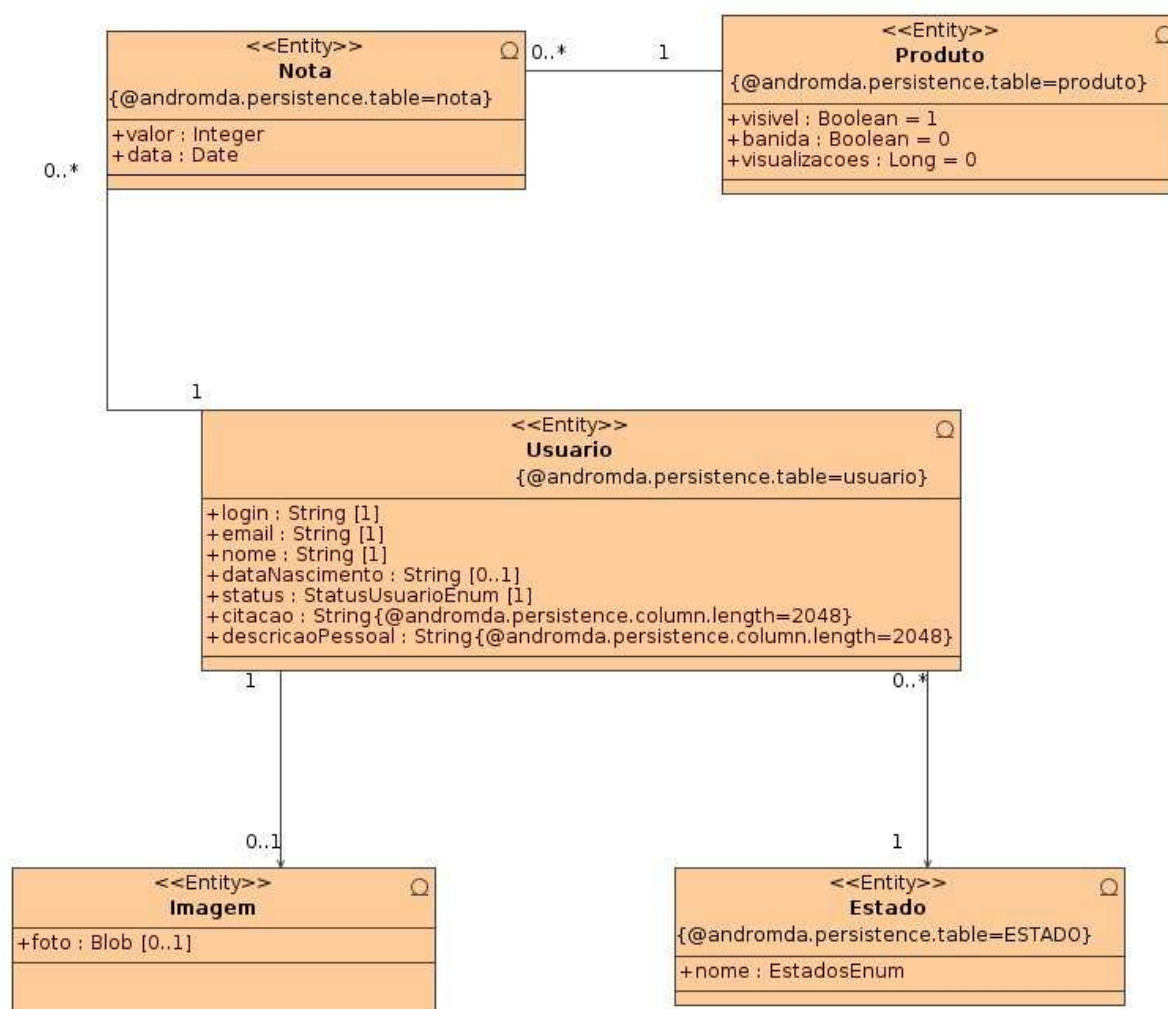 <<Entity>>
Nota
{@andromda.persistence.table=nota}
+valor : Integer
+data : Date
0..*
1
<<Entity>>
Produto
{@andromda.persistence.table=produto}
+visivel : Boolean = 1
+banida : Boolean = 0
+visualizacoes : Long = 0
0..*
1
<<Entity>>
Usuario
{@andromda.persistence.table=usuario}
+login : String [1]
+email : String [1]
+nome : String [1]
+dataNascimento : String [0..1]
+status : StatusUsuarioEnum [1]
+citacao : String{@andromda.persistence.column.length=2048}
+descricaoPessoal : String{@andromda.persistence.column.length=2048}
1
0..*
0..1
1
<<Entity>>
Imagem
+foto : Blob [0..1]
<<Entity>>
Estado
{@andromda.persistence.table=ESTADO}
+nome : EstadosEnum